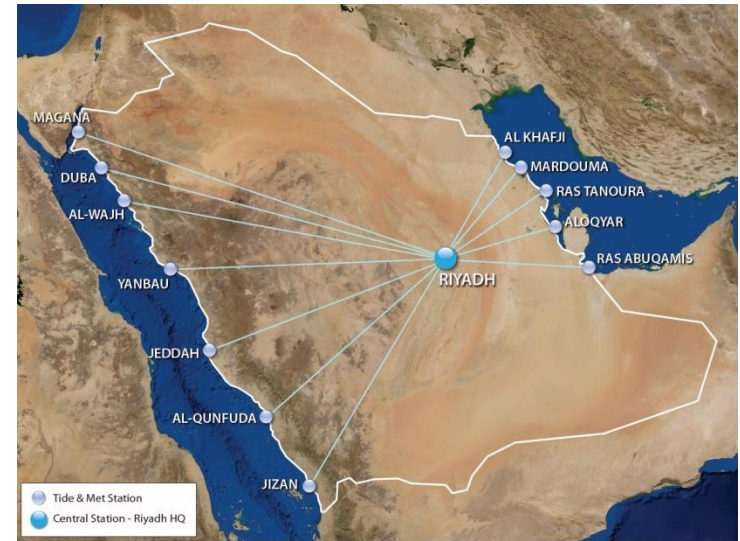 MAGANA
DUBA
AL-WAJH
YANBAU
JEDDAH
AL-QUNFUDA
JIZAN
AL KHAFJI
MARDOUMA
RAS TANOURA
ALOQYAR
RAS ABUQAMIS
RIYADH
Tide & Met Station
Central Station - Riyadh HQ